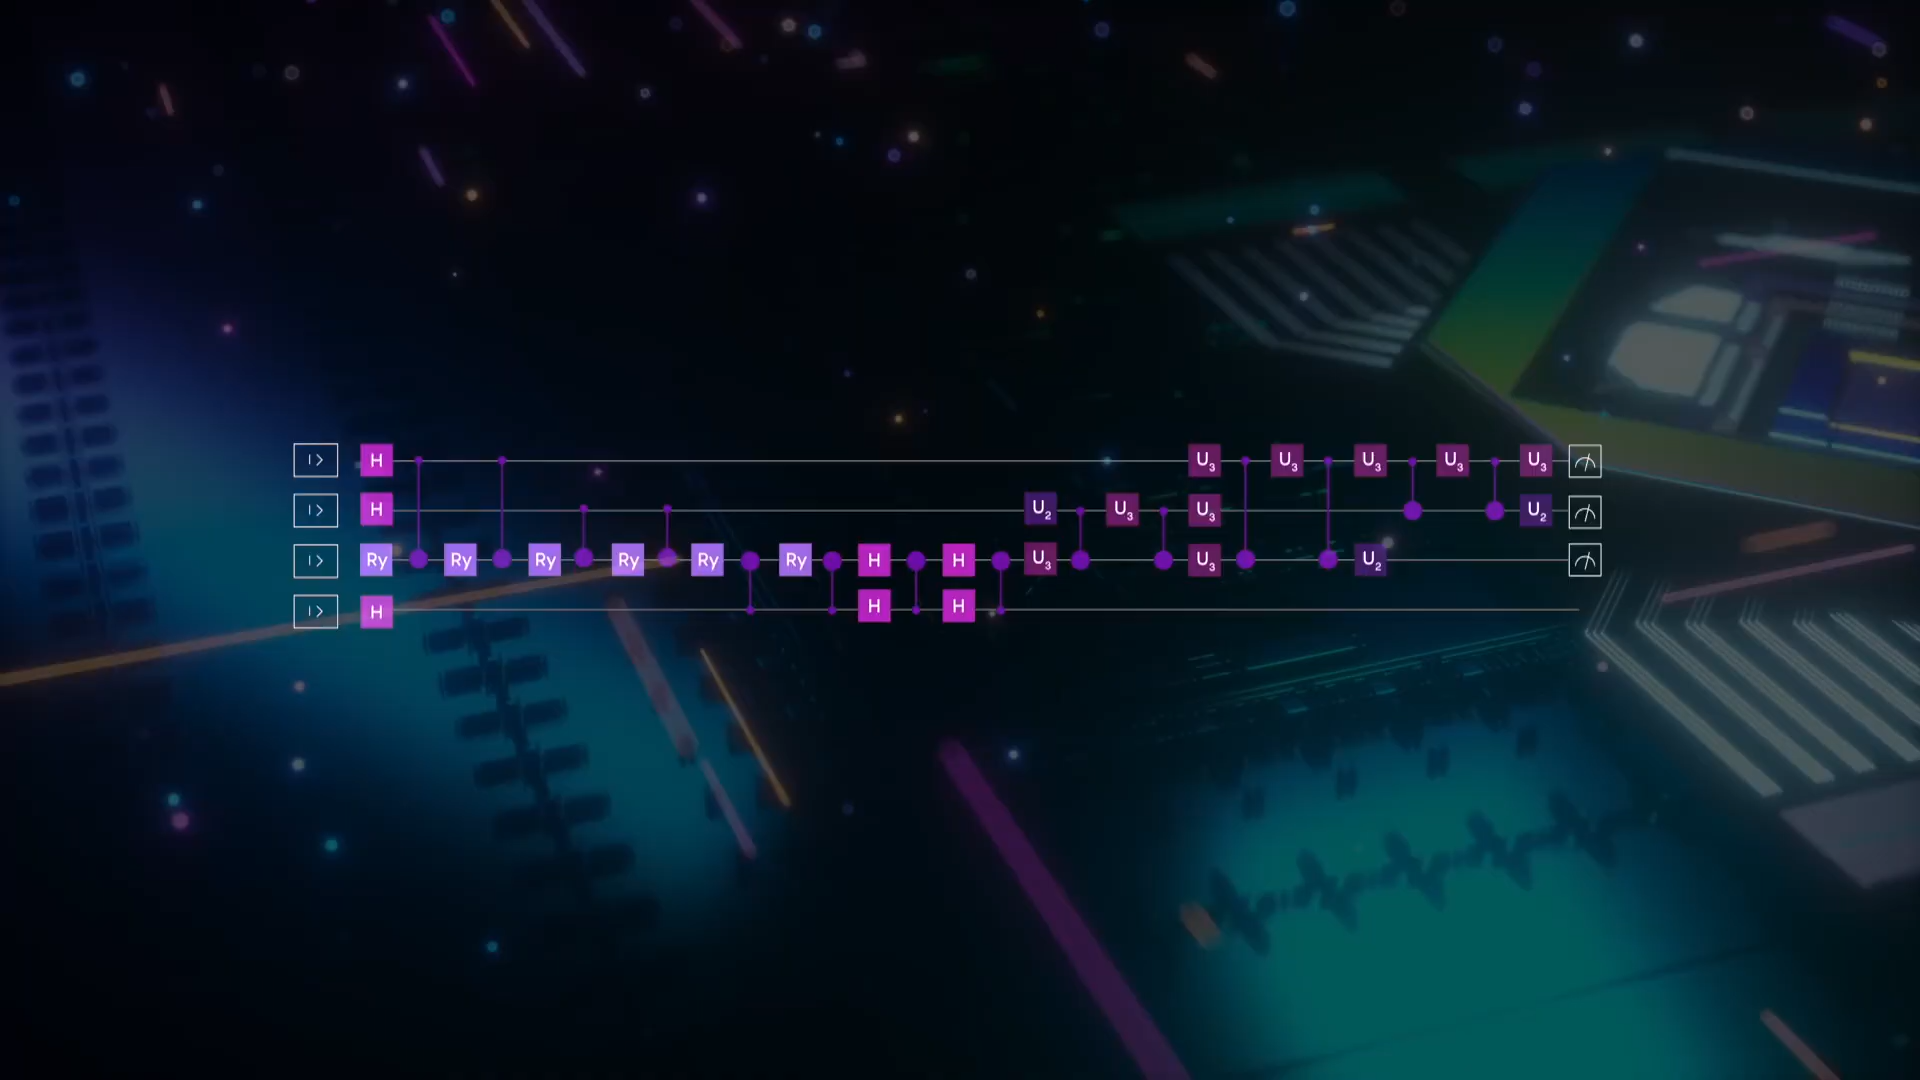 |> H U₃ U₃ U₃ U₃ U₃
|> H U₂ U₃ U₃ U₂
|> Ry Ry Ry Ry Ry Ry H H U₃ U₃ U₂
|> H H H